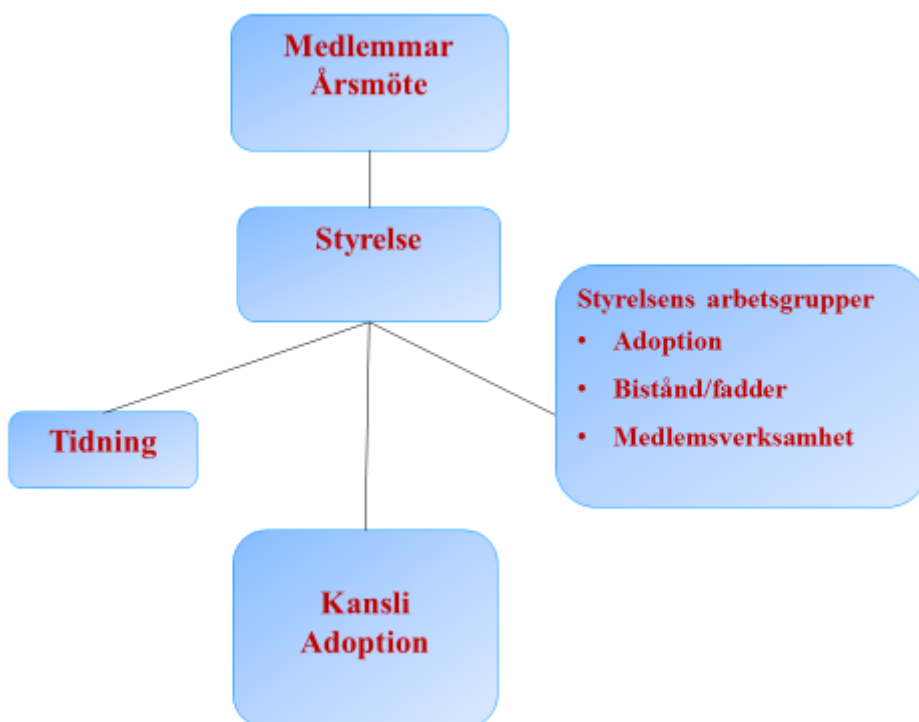 Medlemmar
Årsmöte
Styrelse
Styrelsens arbetsgrupper
• Adoption
• Bistånd/fadder
• Medlemsverksamhet
Tidning
Kansli
Adoption